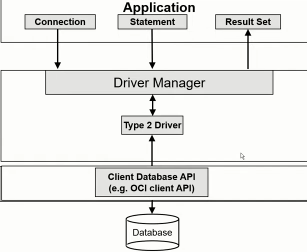 Application
Connection
Statement
Result Set
Driver Manager
Type 2 Driver
Client Database API
(e.g. OCI client API)
Database